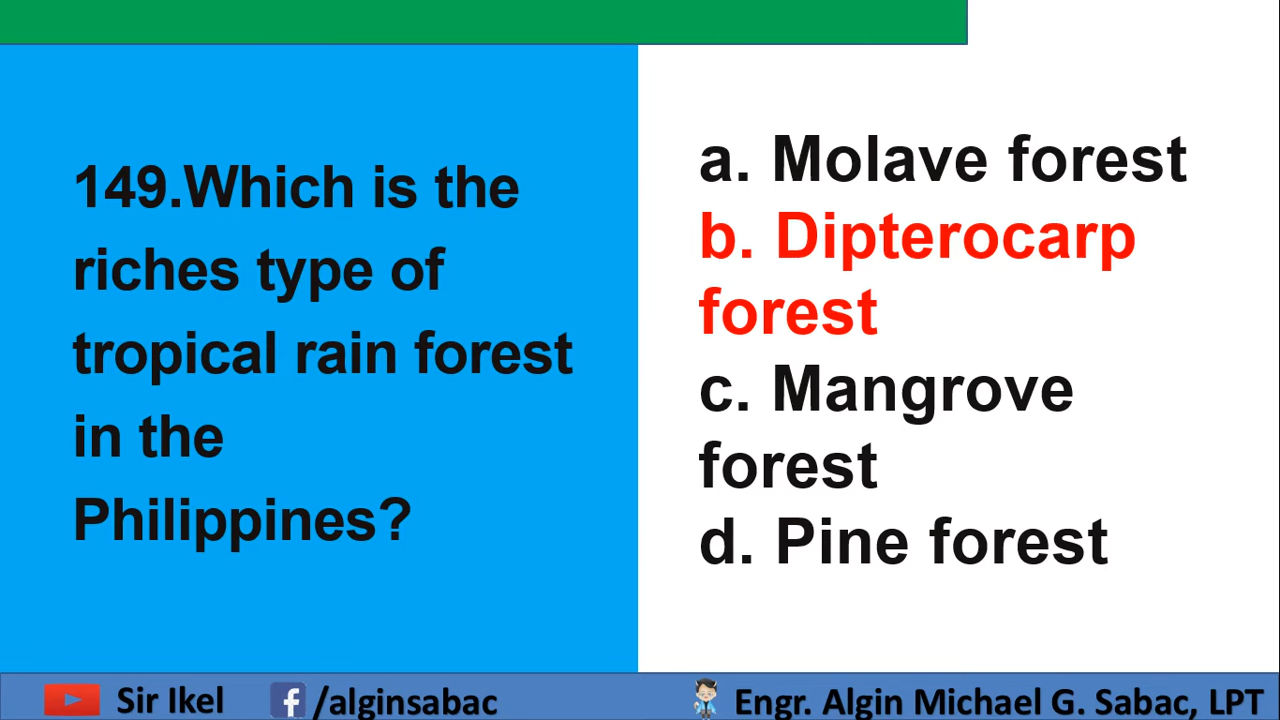 149.Which is the
riches type of
tropical rain forest
in the
Philippines?
a. Molave forest
b. Dipterocarp
forest
c. Mangrove
forest
d. Pine forest
Sir Ikel
/alginsabac
Engr. Algin Michael G. Sabac, LPT